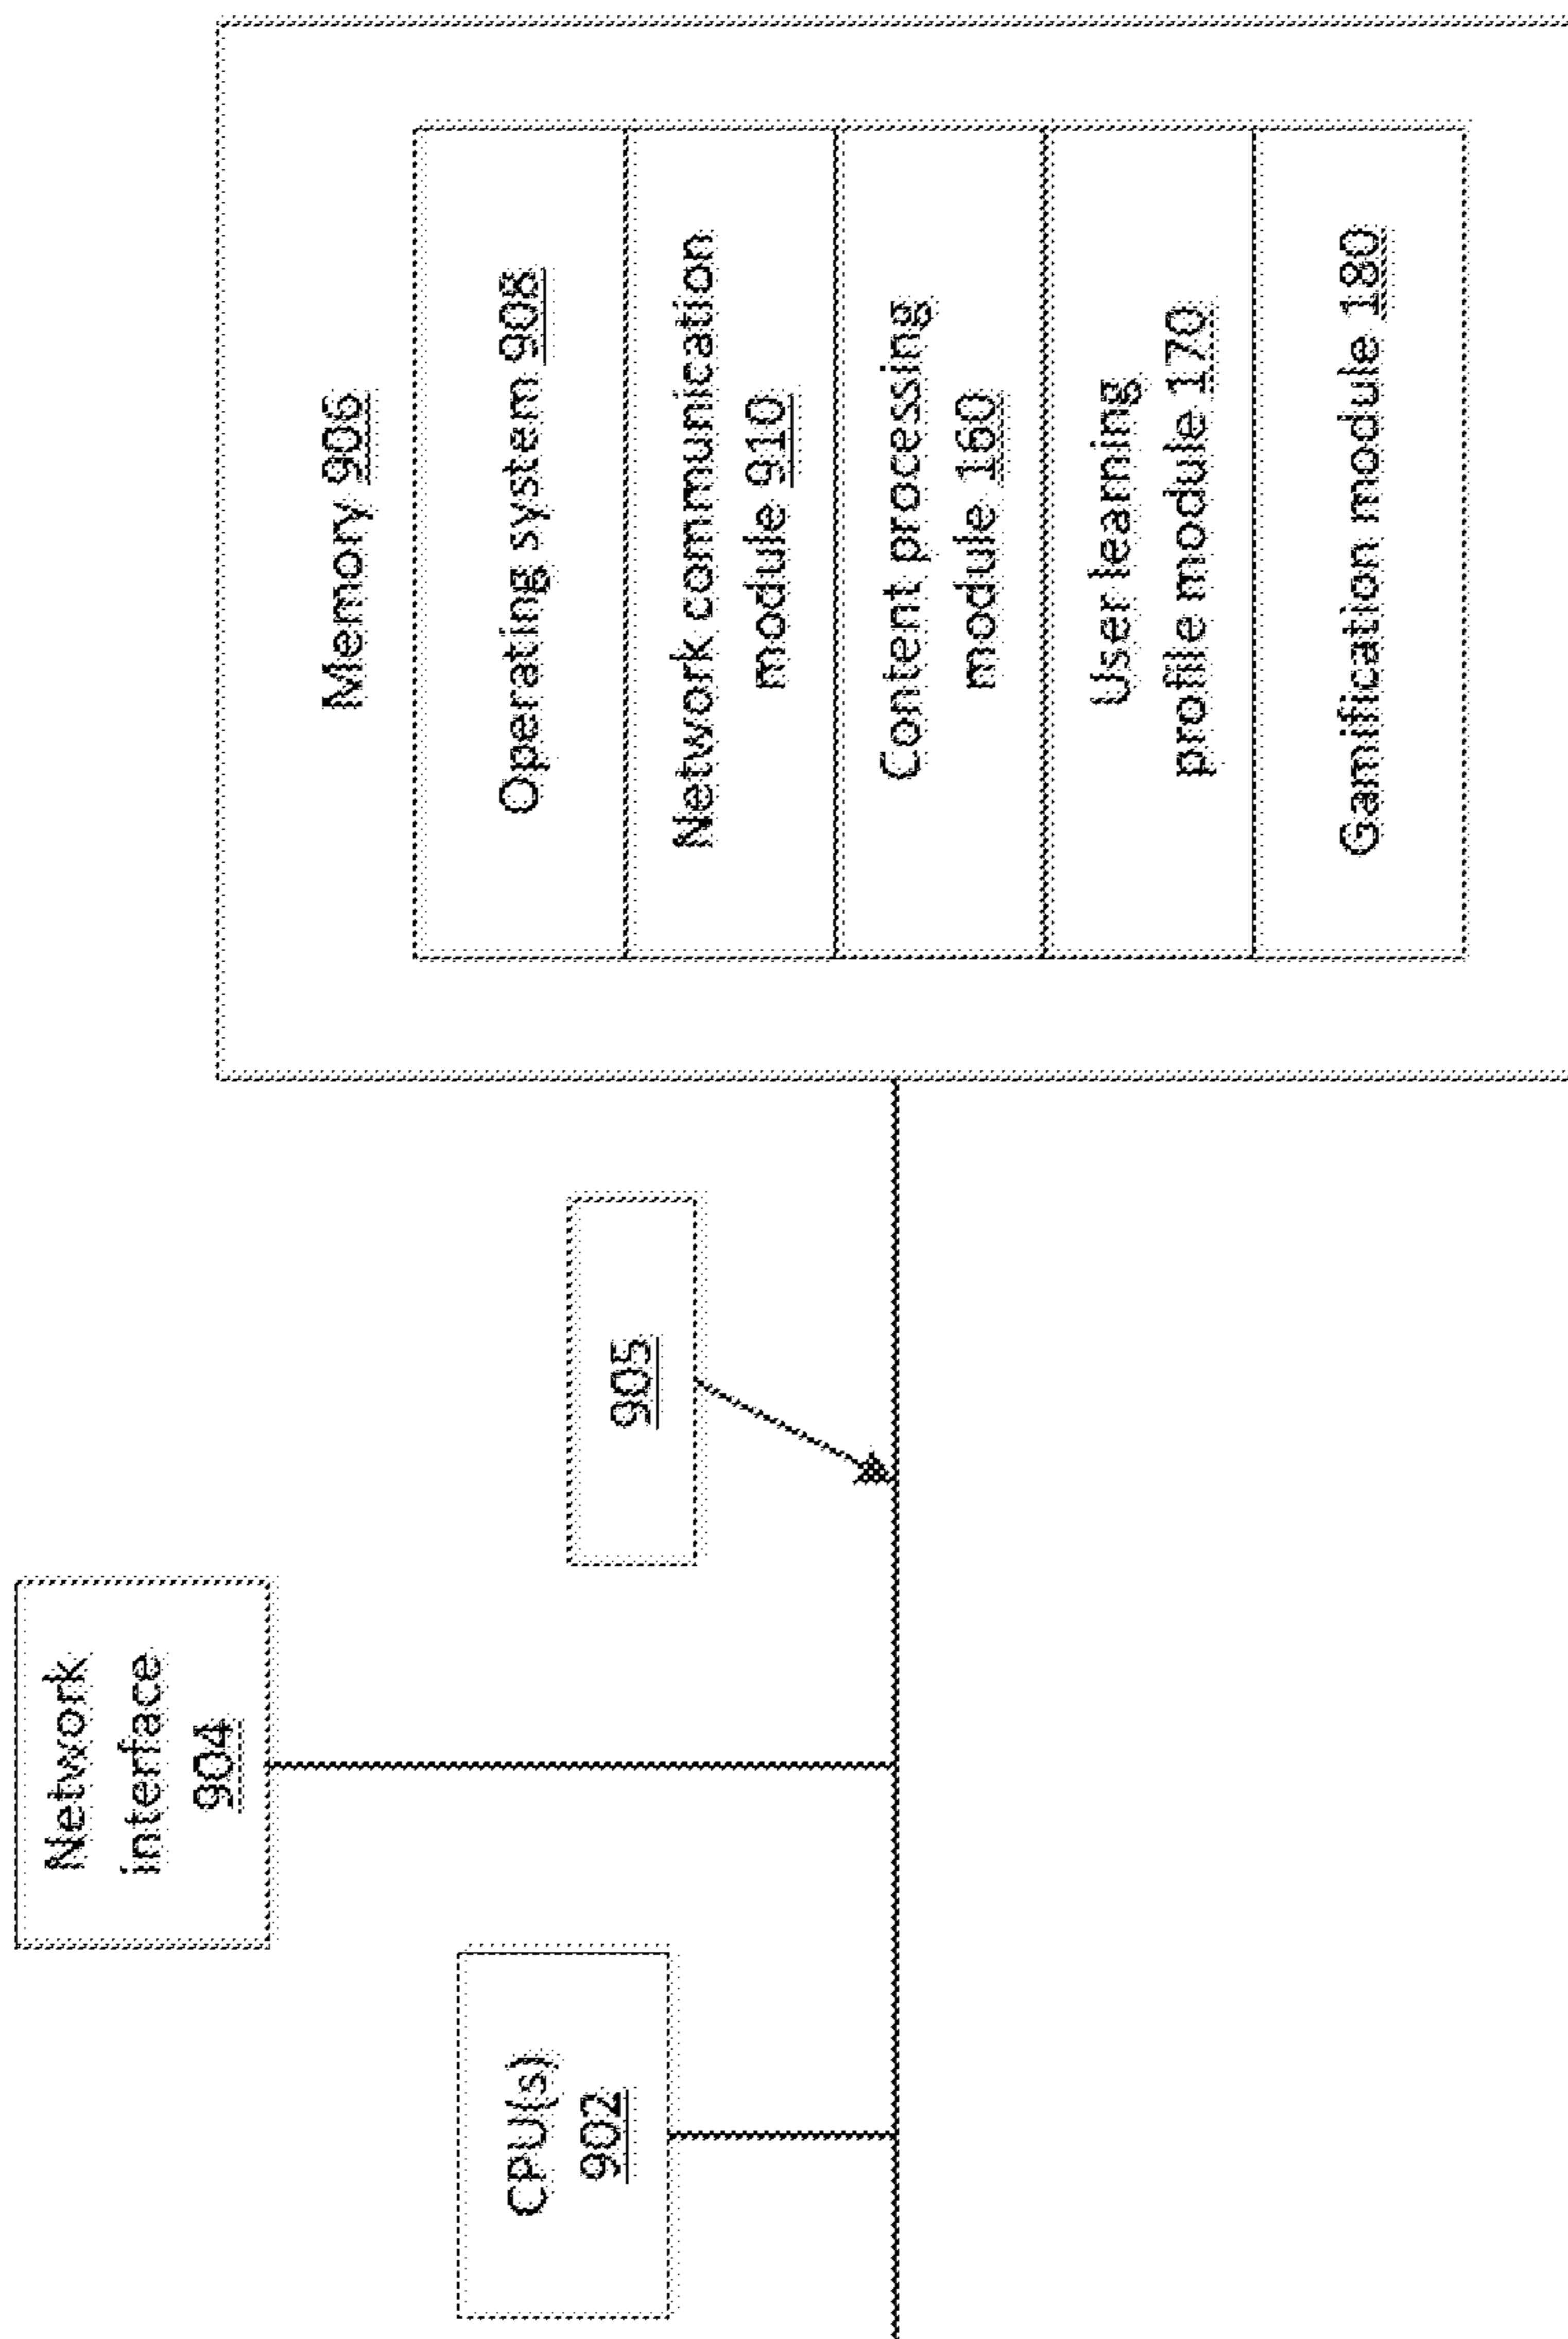 Network
interface
904
CPU(s)
902
905
Memory 906
Operating system 908
Network communication
module 910
Content processing
module 160
User learning
profile module 170
Gamification module 180